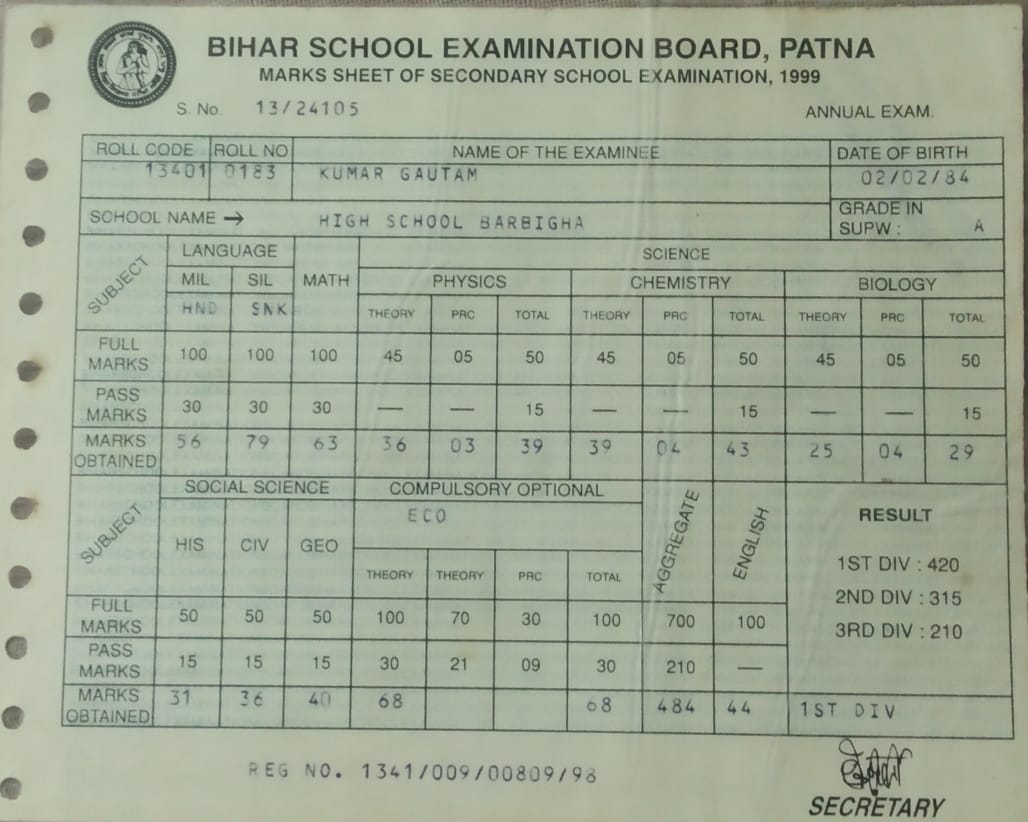 BIHAR SCHOOL EXAMINATION BOARD, PATNA
MARKS SHEET OF SECONDARY SCHOOL EXAMINATION, 1999
S. No. 13/24105 ANNUAL EXAM.
ROLL CODE ROLL NO NAME OF THE EXAMINEE DATE OF BIRTH
13401 0183 KUMAR GAUTAM 02/02/84
SCHOOL NAME → HIGH SCHOOL BARBIGHA GRADE IN SUPW : A
SUBJECT LANGUAGE MATH SCIENCE
MIL SIL PHYSICS CHEMISTRY BIOLOGY
HND SNK THEORY PRC TOTAL THEORY PRC TOTAL THEORY PRC TOTAL
FULL MARKS 100 100 100 45 05 50 45 05 50 45 05 50
PASS MARKS 30 30 30 — — 15 — — 15 — — 15
MARKS OBTAINED 56 79 63 36 03 39 39 04 43 25 04 29
SUBJECT SOCIAL SCIENCE COMPULSORY OPTIONAL AGGREGATE ENGLISH RESULT
ECO
HIS CIV GEO 1ST DIV : 420
THEORY THEORY PRC TOTAL 2ND DIV : 315
FULL MARKS 50 50 50 100 70 30 100 700 100 3RD DIV : 210
PASS MARKS 15 15 15 30 21 09 30 210 —
MARKS OBTAINED 31 36 40 68 68 484 44 1ST DIV
REG NO. 1341/009/00809/98
SECRETARY